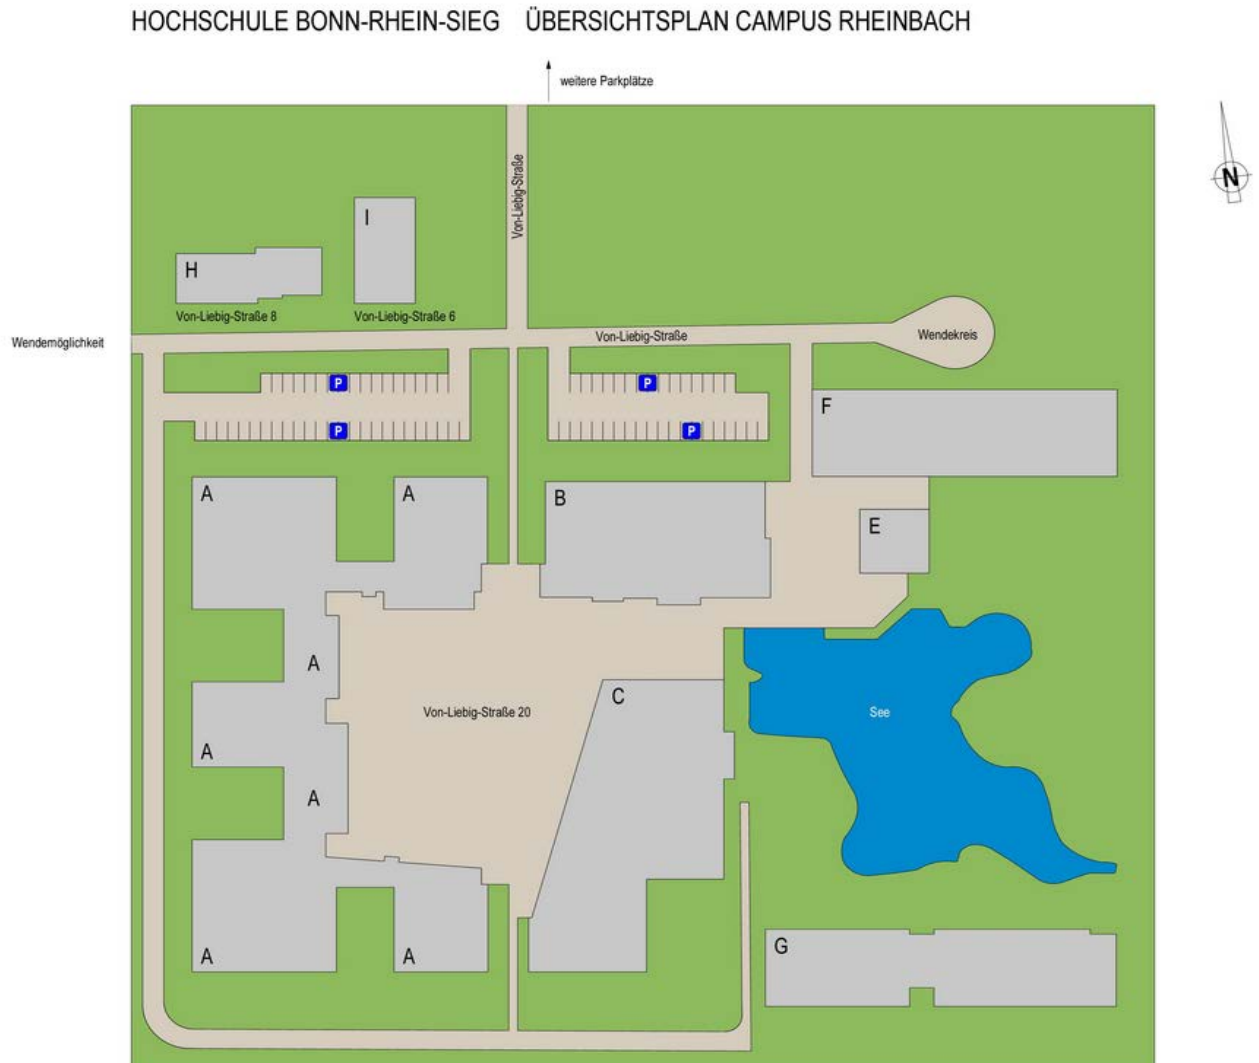 HOCHSCHULE BONN-RHEIN-SIEG ÜBERSICHTSPLAN CAMPUS RHEINBACH
weitere Parkplätze
Von-Liebig-Straße
N
I
H
Von-Liebig-Straße 8
Von-Liebig-Straße 6
Wendemöglichkeit
Von-Liebig-Straße
Wendekreis
P
P
F
P
P
A
A
B
E
A
C
Von-Liebig-Straße 20
See
A
A
G
A
A